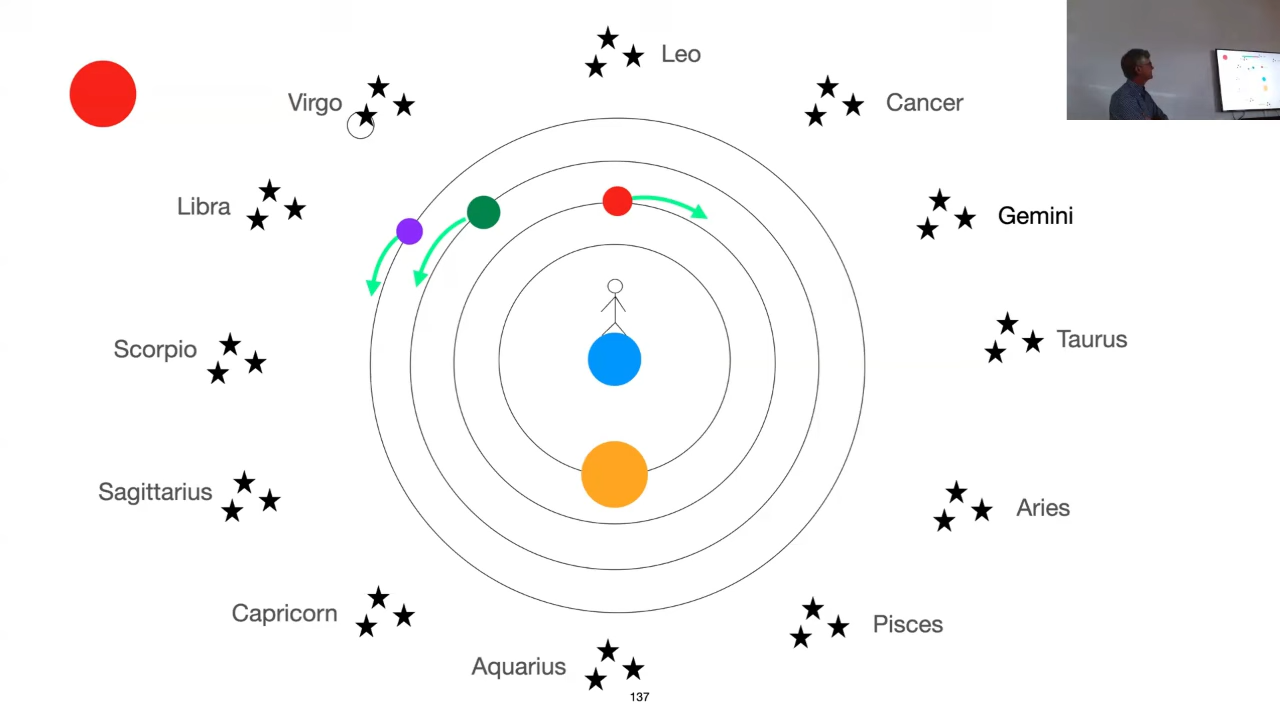 Leo
Virgo
Cancer
Libra
Gemini
Scorpio
Taurus
Sagittarius
Aries
Capricorn
Pisces
Aquarius
137